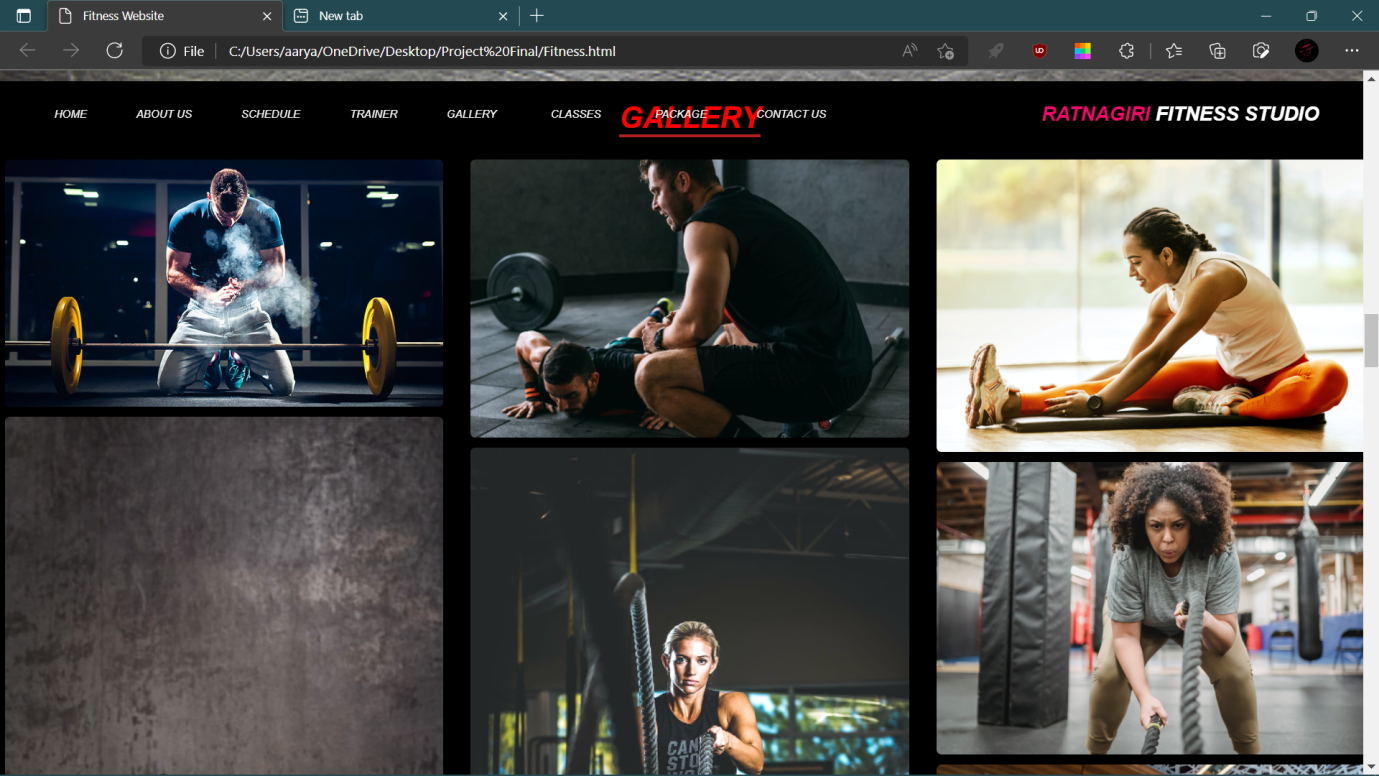 Fitness Website
New tab
File
C:/Users/aarya/OneDrive/Desktop/Project%20Final/Fitness.html
HOME ABOUT US SCHEDULE TRAINER GALLERY CLASSES PACKAGE CONTACT US
GALLERY
RATNAGIRI FITNESS STUDIO